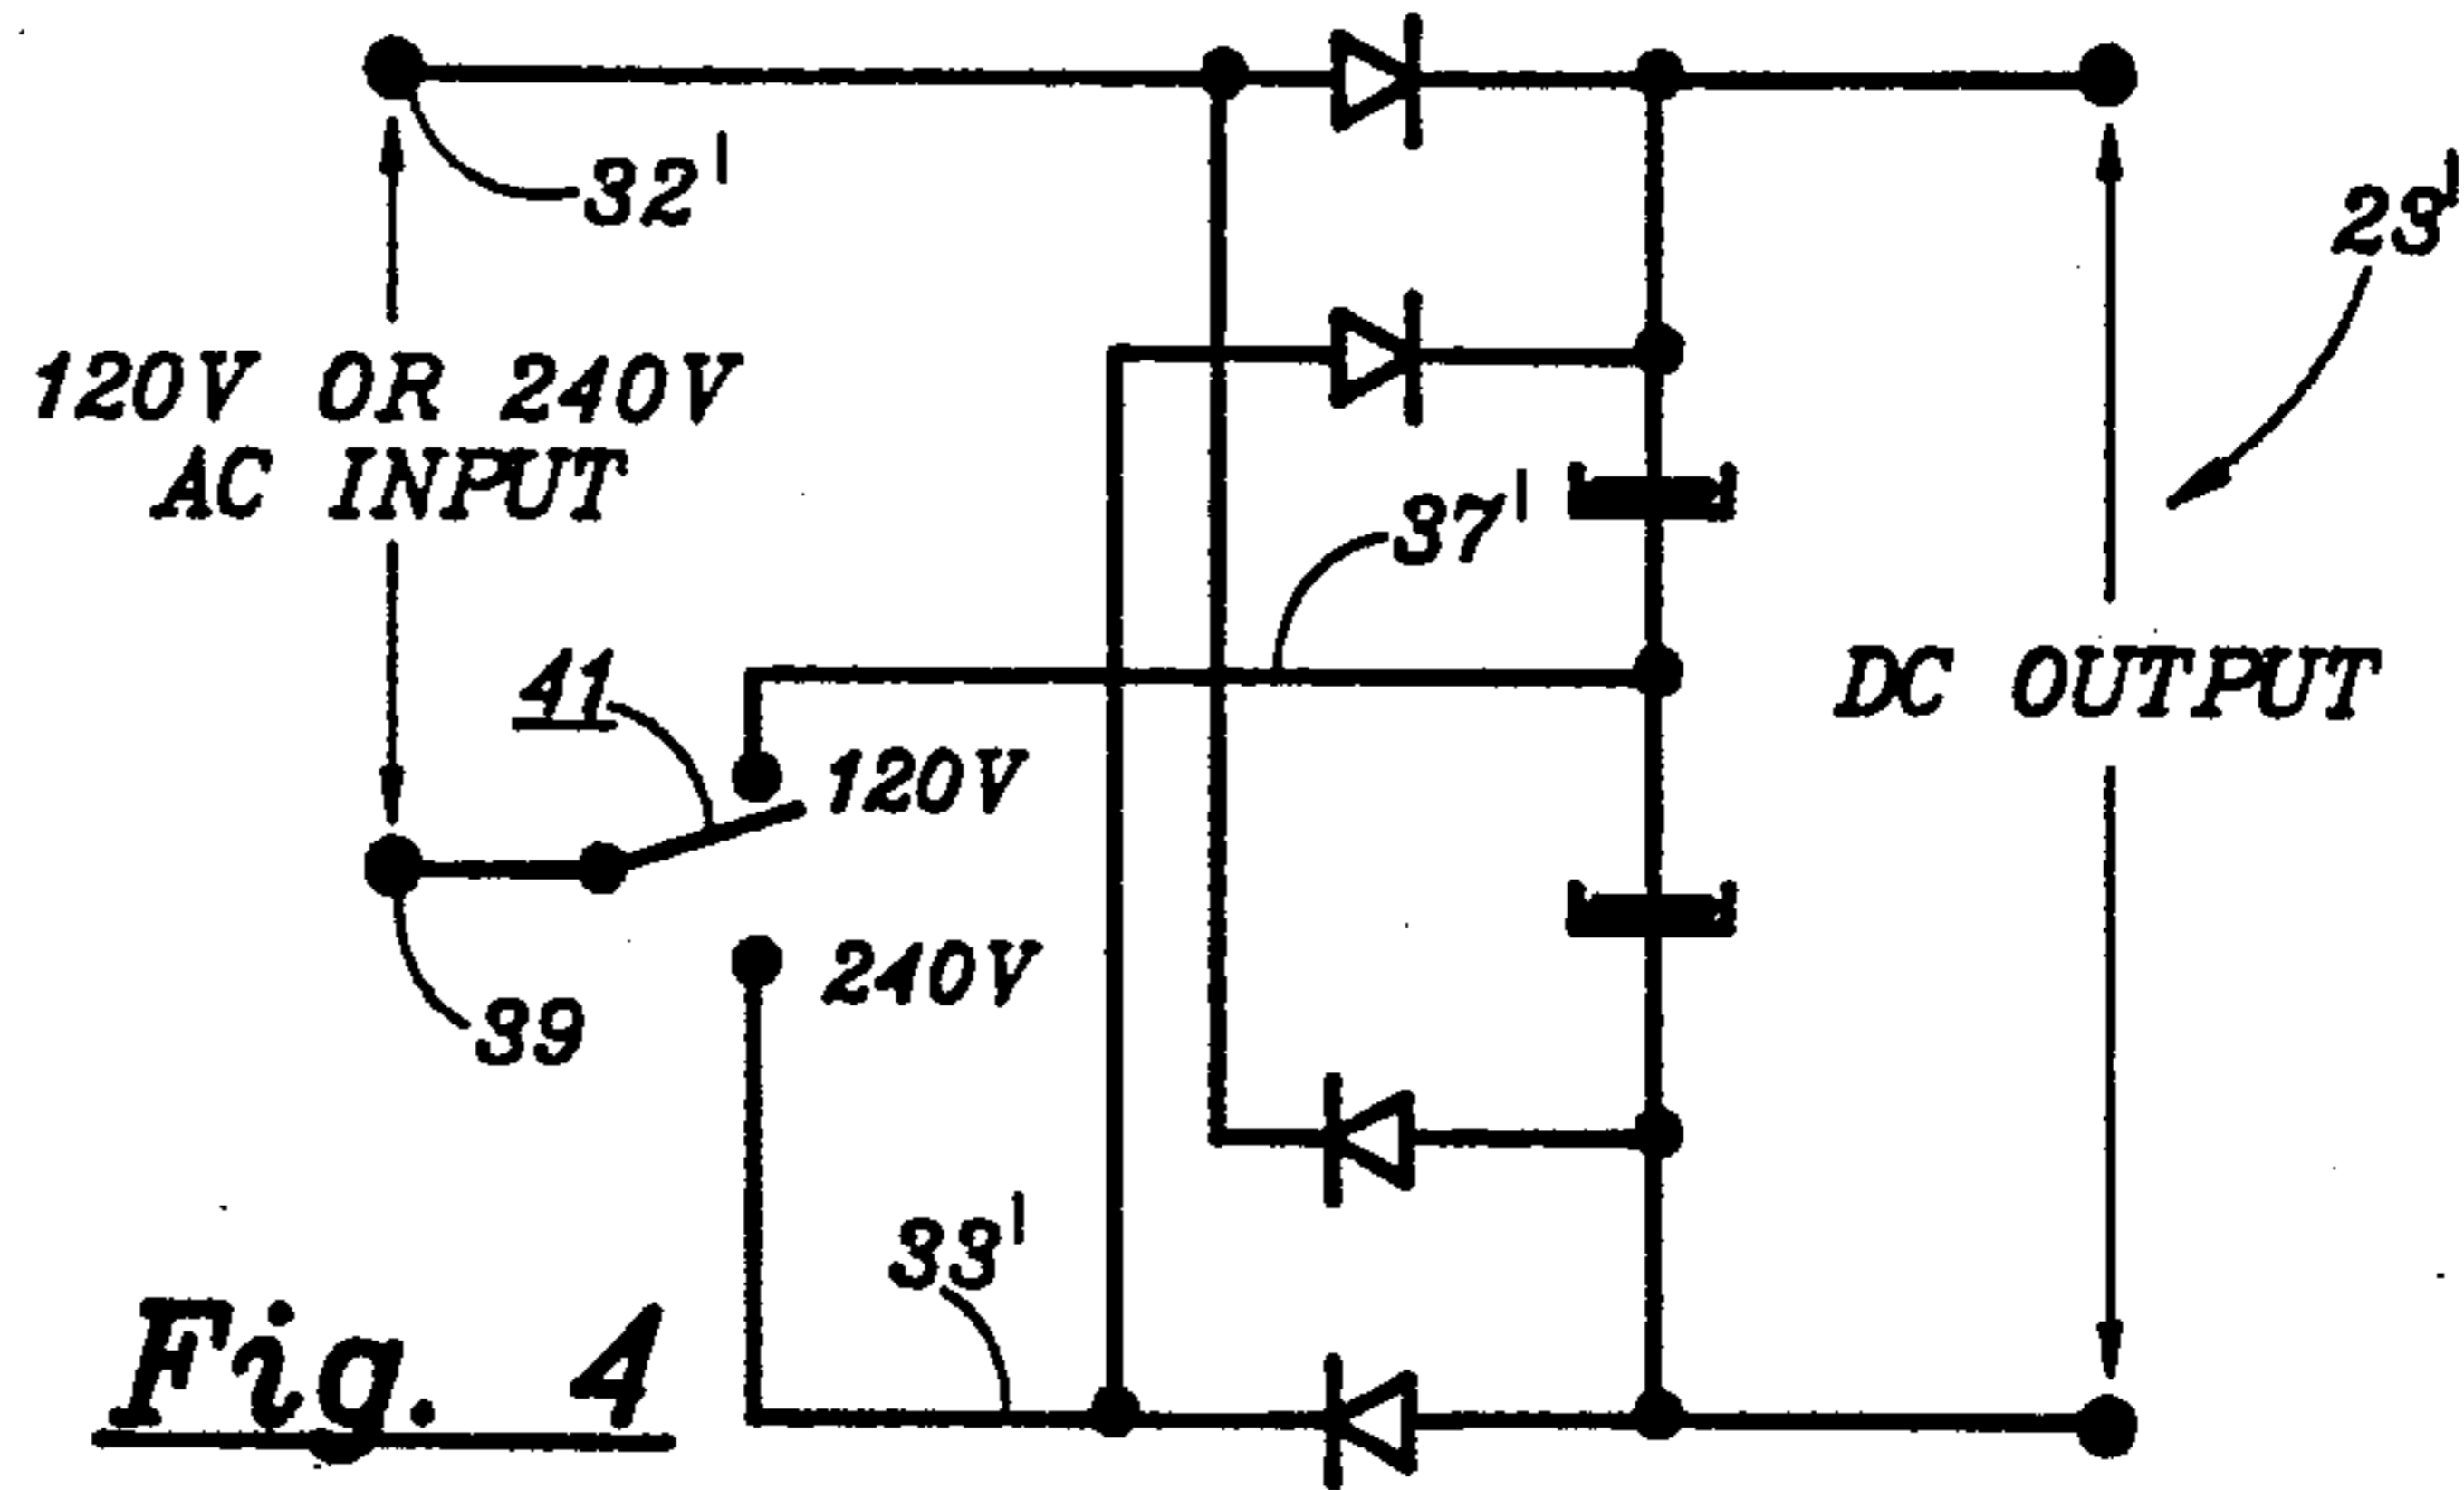 32'
23'
120V OR 240V
AC INPUT
37'
41
DC OUTPUT
120V
240V
39
33'
Fig. 4